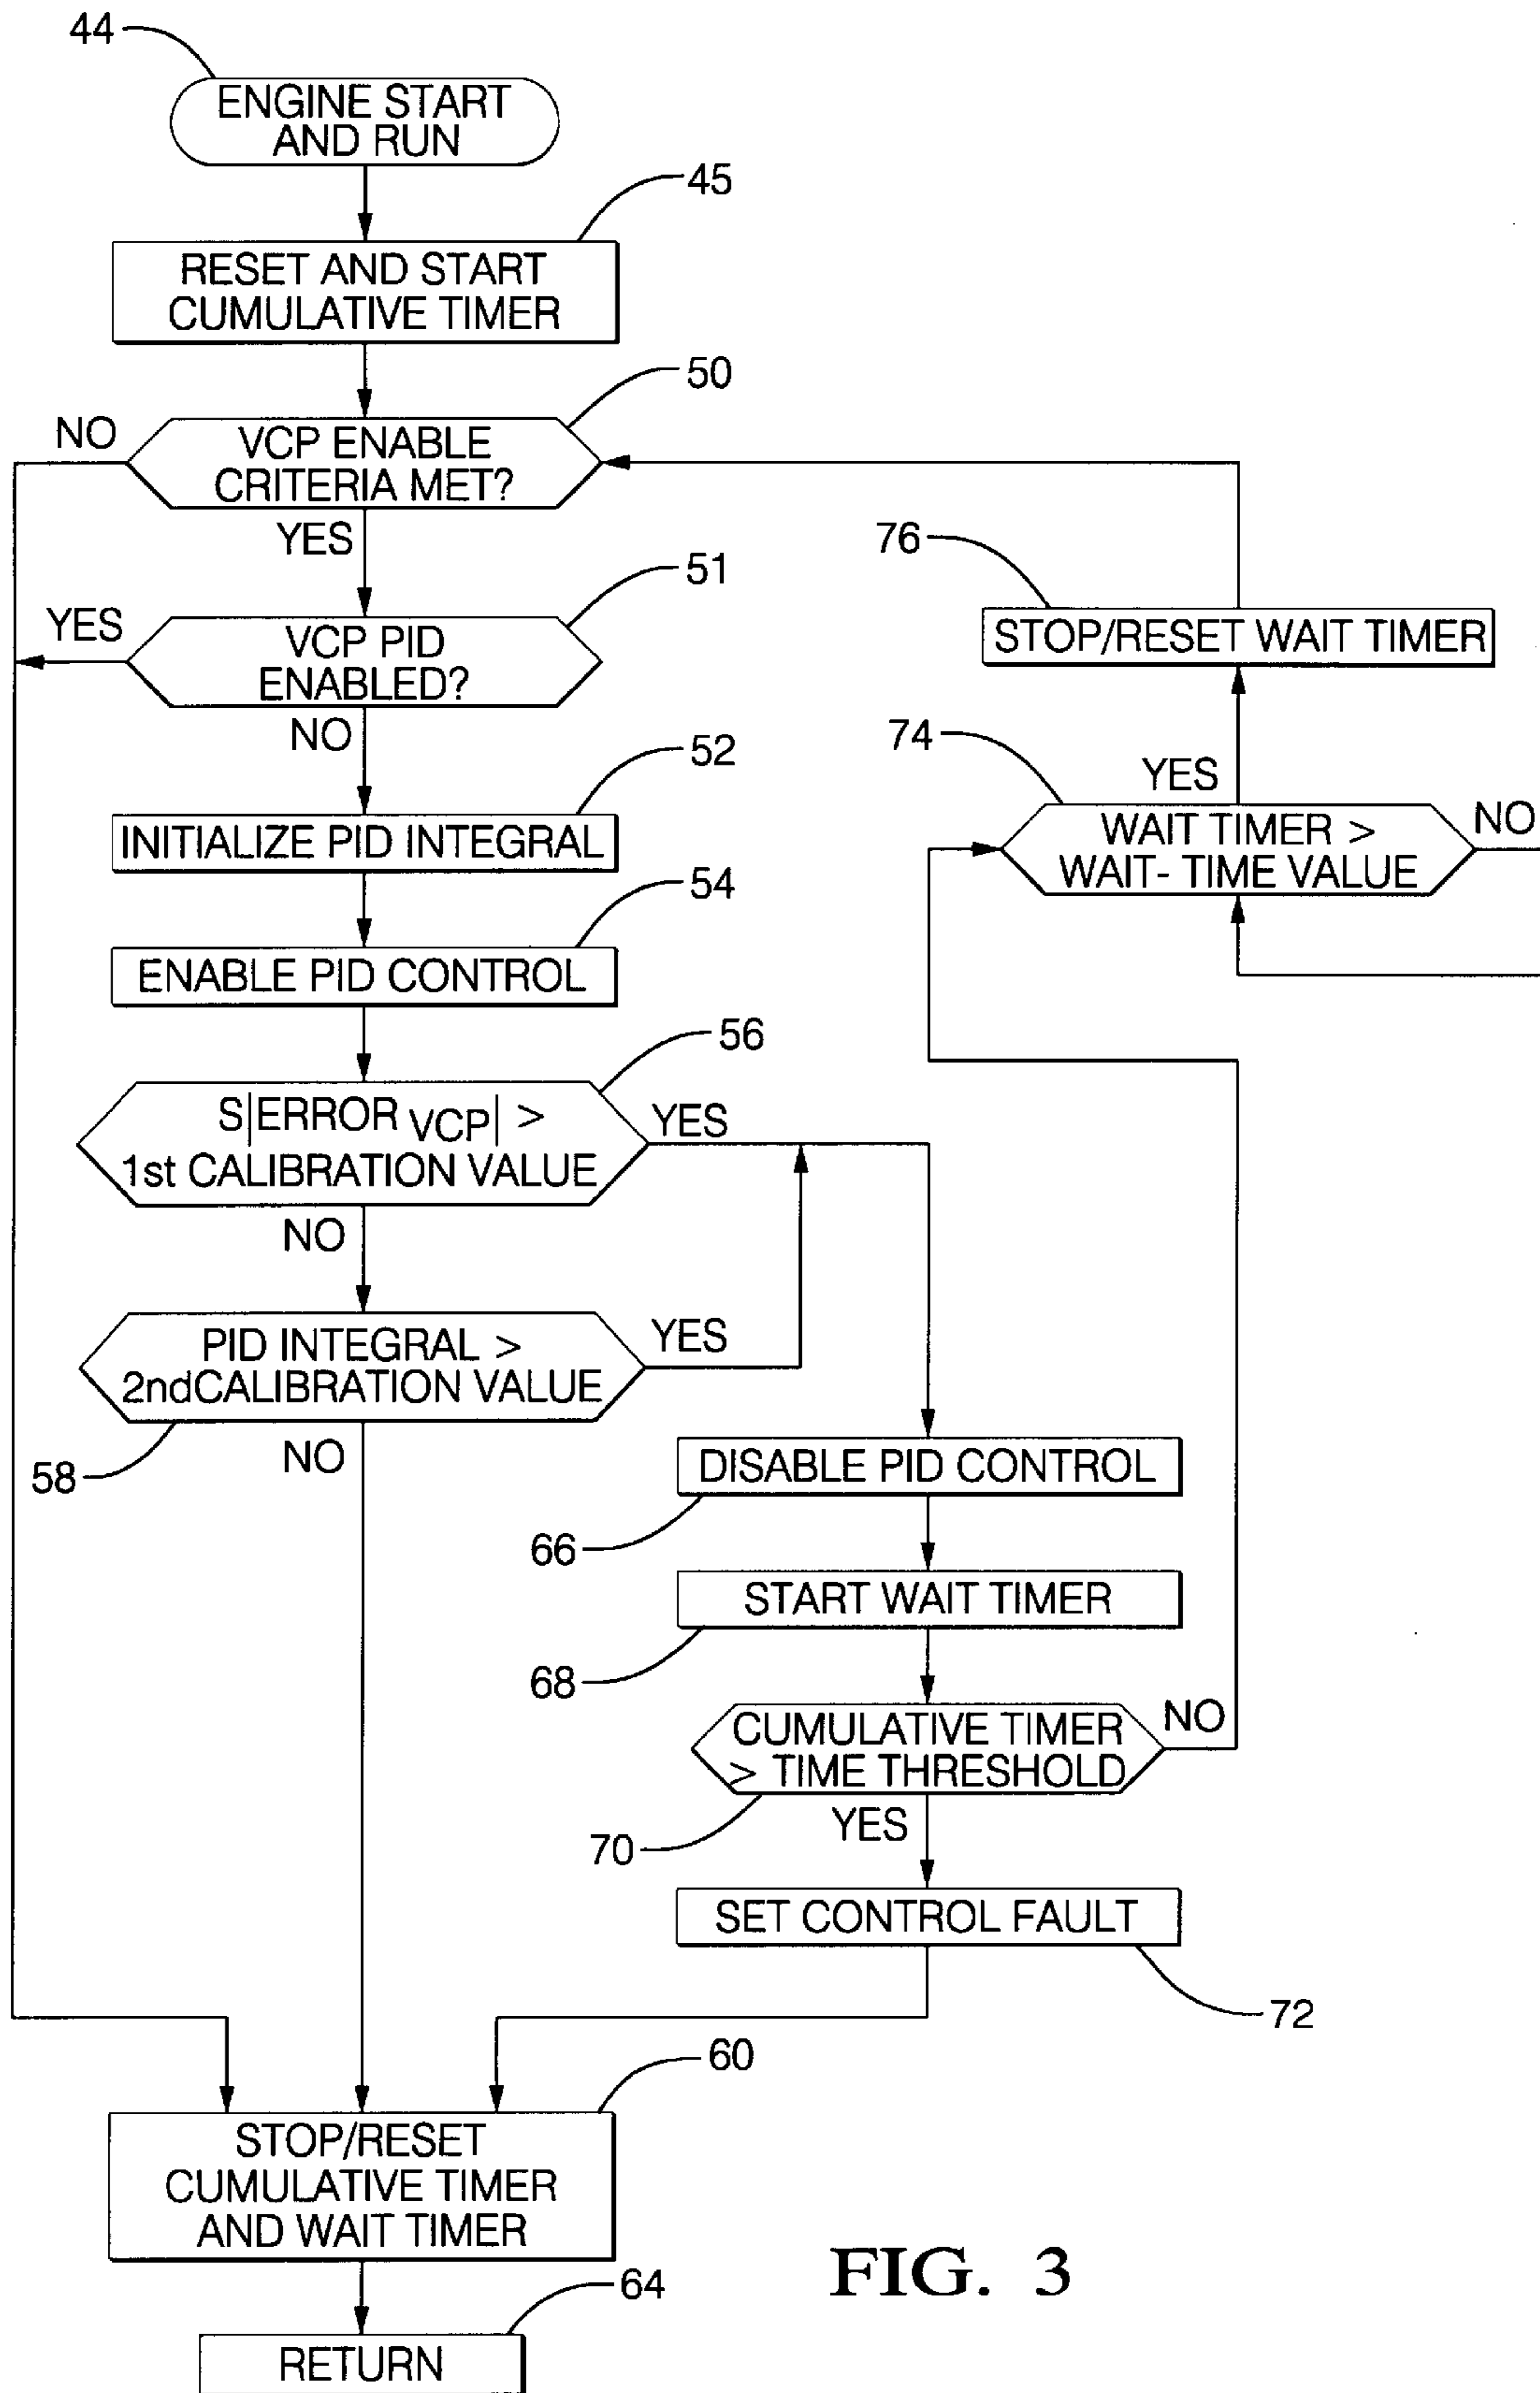 44
ENGINE START
AND RUN
45
RESET AND START
CUMULATIVE TIMER
50
NO
VCP ENABLE
CRITERIA MET?
YES
51
YES
VCP PID
ENABLED?
NO
52
INITIALIZE PID INTEGRAL
54
ENABLE PID CONTROL
56
S|ERROR VCP| >
1st CALIBRATION VALUE
YES
NO
PID INTEGRAL >
2ndCALIBRATION VALUE
YES
58
NO
76
STOP/RESET WAIT TIMER
74
YES
WAIT TIMER >
WAIT- TIME VALUE
NO
DISABLE PID CONTROL
66
START WAIT TIMER
68
CUMULATIVE TIMER
> TIME THRESHOLD
NO
70
YES
SET CONTROL FAULT
72
60
STOP/RESET
CUMULATIVE TIMER
AND WAIT TIMER
64
RETURN
FIG. 3